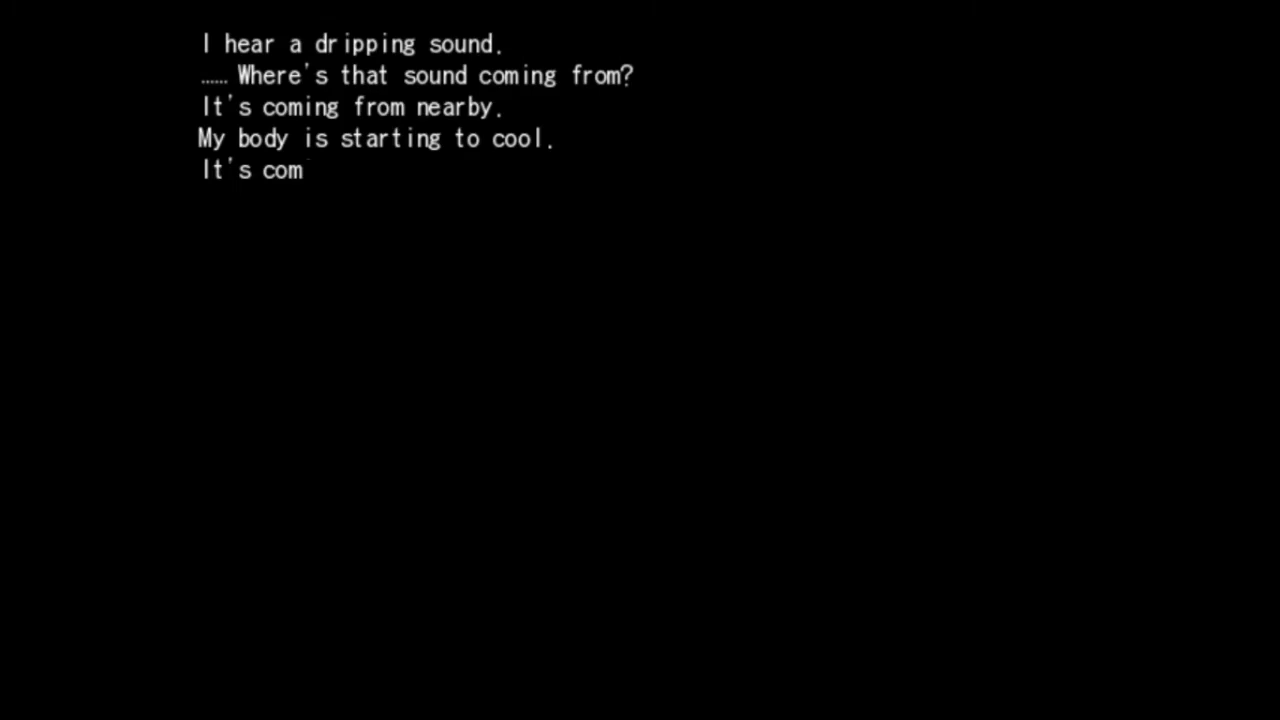 I hear a dripping sound.
…… Where's that sound coming from?
It's coming from nearby.
My body is starting to cool.
It's com